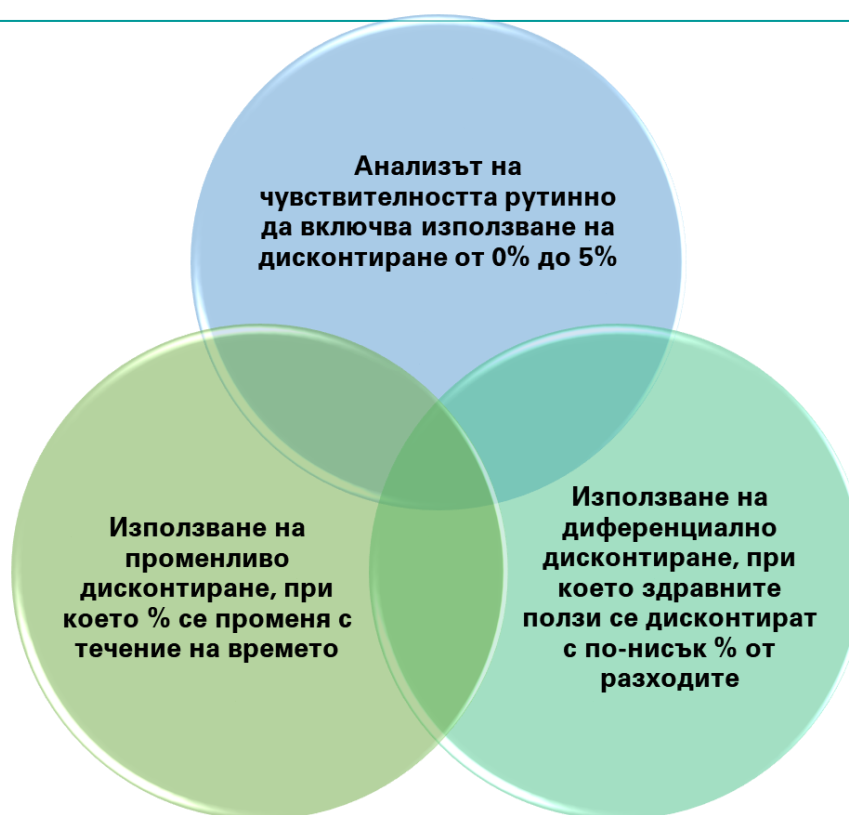 Анализът на
чувствителността рутинно
да включва използване на
дисконтиране от 0% до 5%
Използване на
променливо
дисконтиране, при
което % се променя с
течение на времето
Използване на
диференциално
дисконтиране, при
което здравните
ползи се дисконтират
с по-нисък % от
разходите